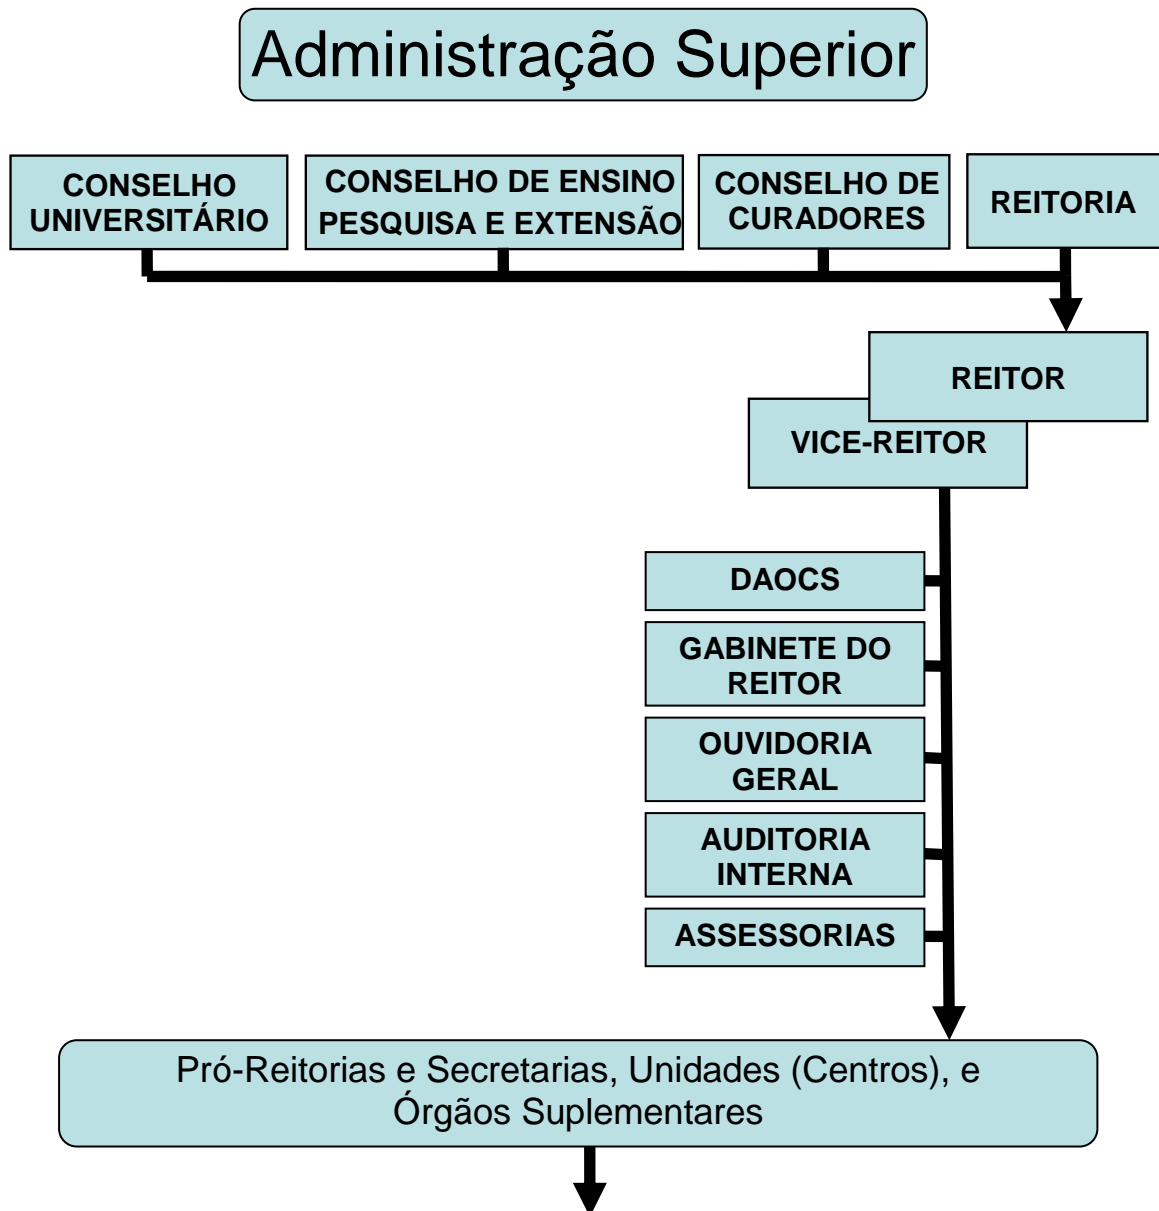 Administração Superior
CONSELHO
UNIVERSITÁRIO
CONSELHO DE ENSINO
PESQUISA E EXTENSÃO
CONSELHO DE
CURADORES
REITORIA
REITOR
VICE-REITOR
DAOCS
GABINETE DO
REITOR
OUVIDORIA
GERAL
AUDITORIA
INTERNA
ASSESSORIAS
Pró-Reitorias e Secretarias, Unidades (Centros), e
Órgãos Suplementares